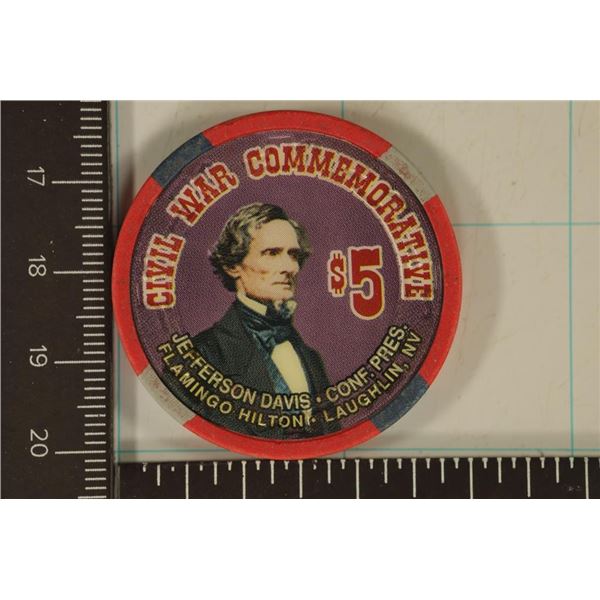 CIVIL WAR COMMEMORATIVE
$5
JEFFERSON DAVIS · CONF. PRES.
FLAMINGO HILTON · LAUGHLIN, NV
17
18
19
20